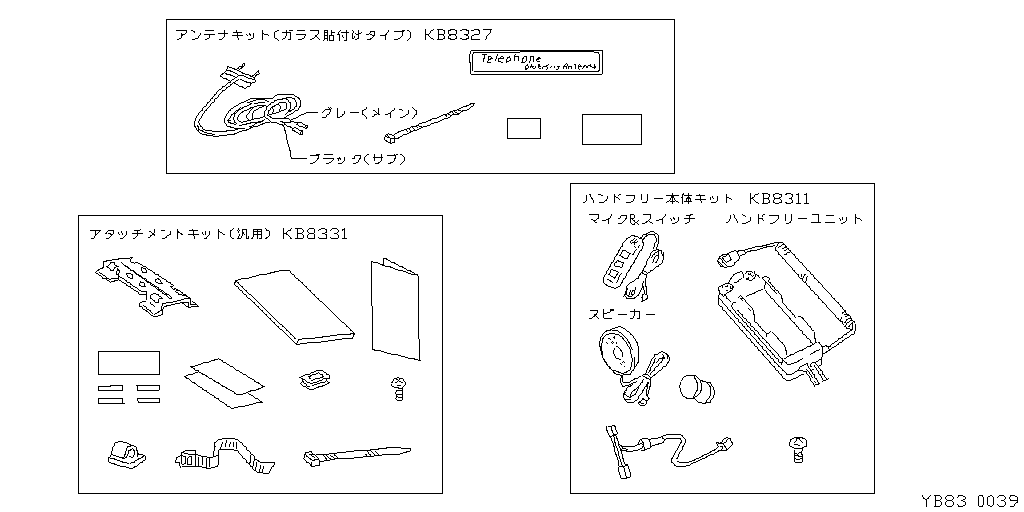 アンテナキット(ガラス貼付けタイプ) KB8327
Telephone
グレー(メイン)
ブラック(サブ)
ハンドフリー本体キット KB8311
マイク&スイッチ ハンドフリーユニット
スピーカー
アタッチメントキット(汎用) KB8331
YB83 0039